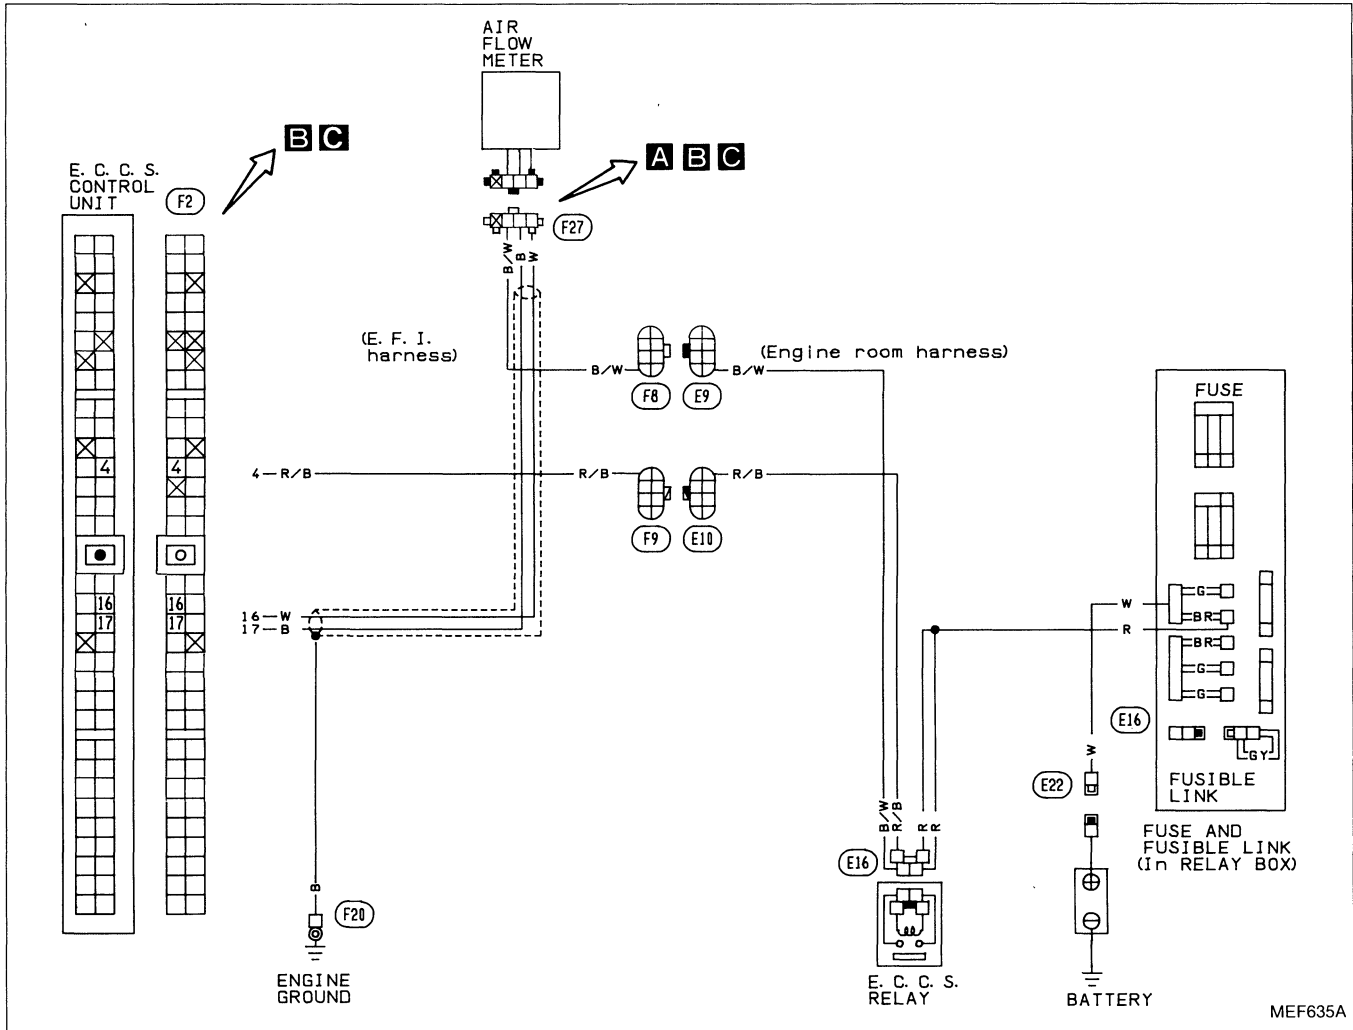 AIR
FLOW
METER
B C
A B C
E. C. C. S.
CONTROL
UNIT
F2
F27
B/W
B
W
(E. F. I.
harness)
(Engine room harness)
B/W
B/W
F8
E9
FUSE
4
4
4 R/B
R/B
R/B
F9
E10
16
16
17
17
16 W
17 B
W
R
G
BR
BR
G
G
E16
GY
W
E22
FUSIBLE
LINK
FUSE AND
FUSIBLE LINK
(In RELAY BOX)
B/W
R/B
R
R
E16
B
F20
ENGINE
GROUND
E. C. C. S.
RELAY
BATTERY
MEF635A